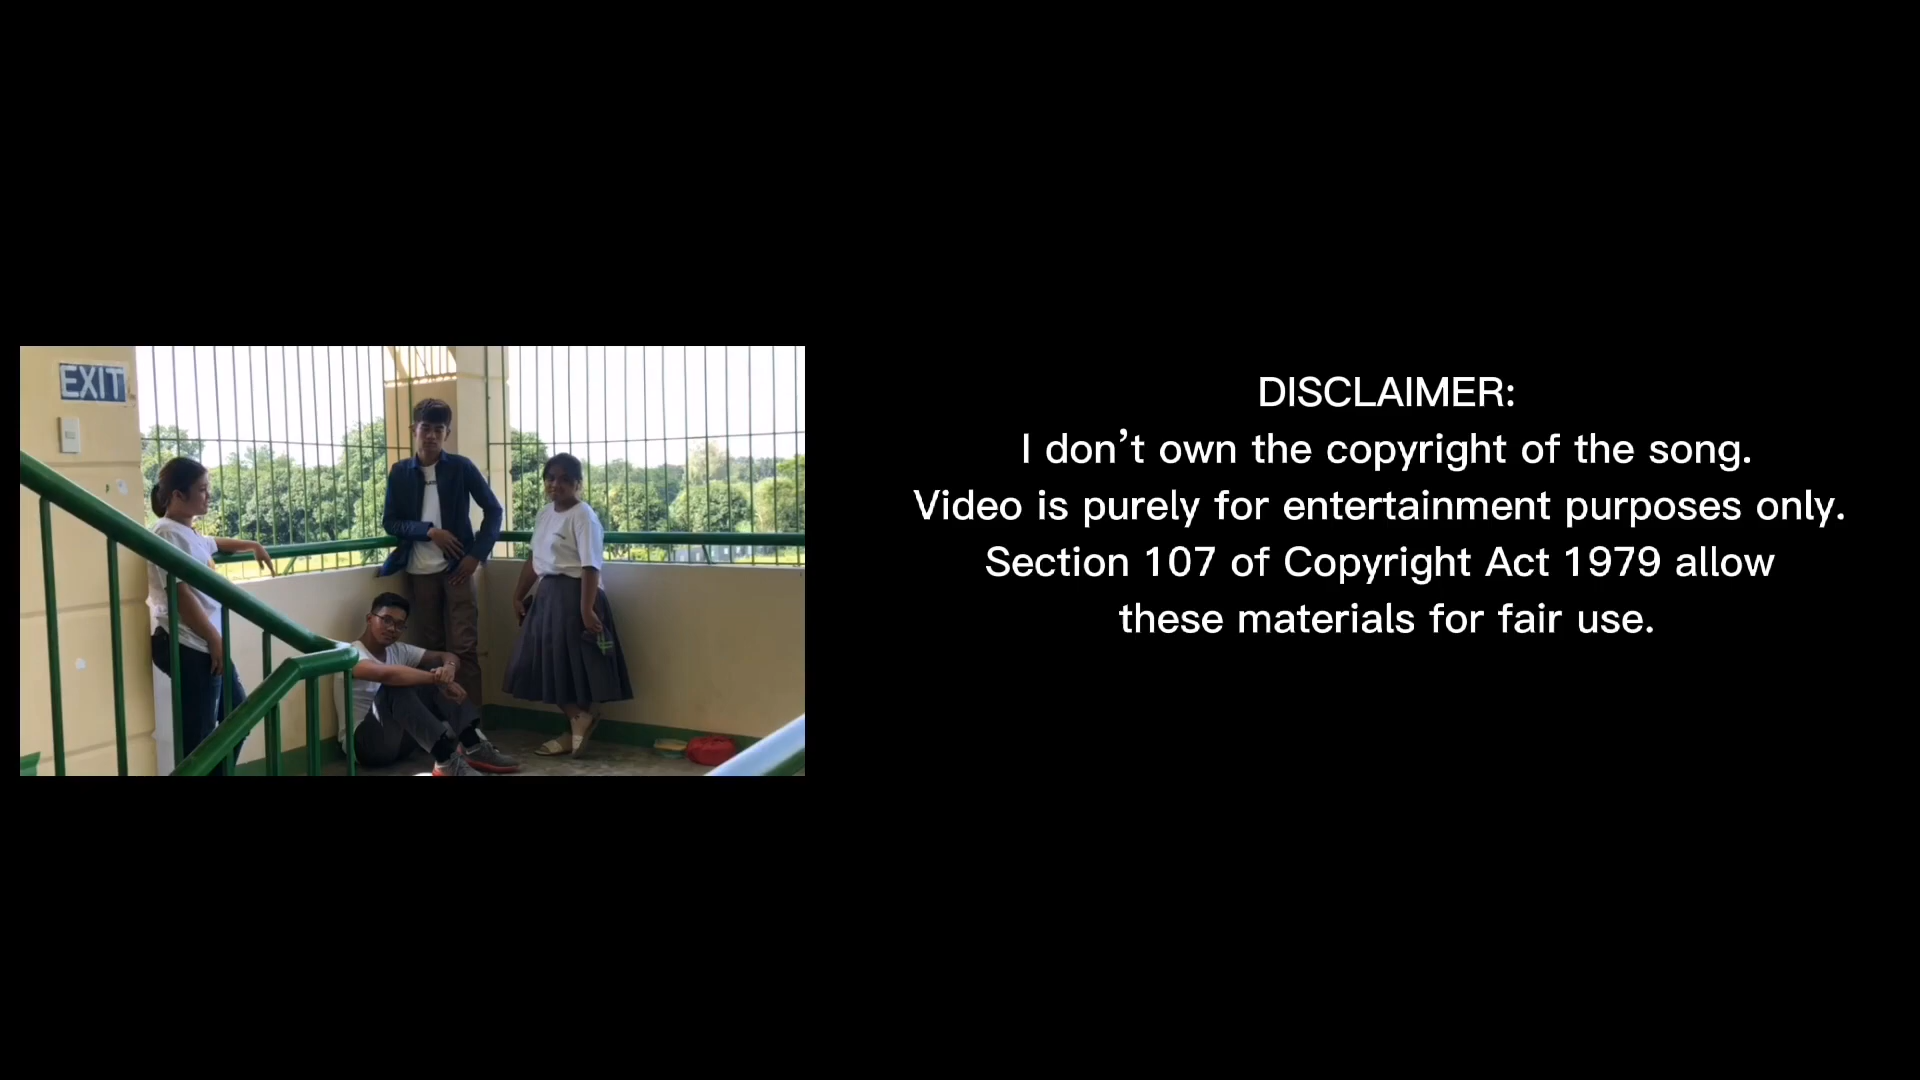 EXIT
DISCLAIMER:
I don’t own the copyright of the song.
Video is purely for entertainment purposes only.
Section 107 of Copyright Act 1979 allow
these materials for fair use.